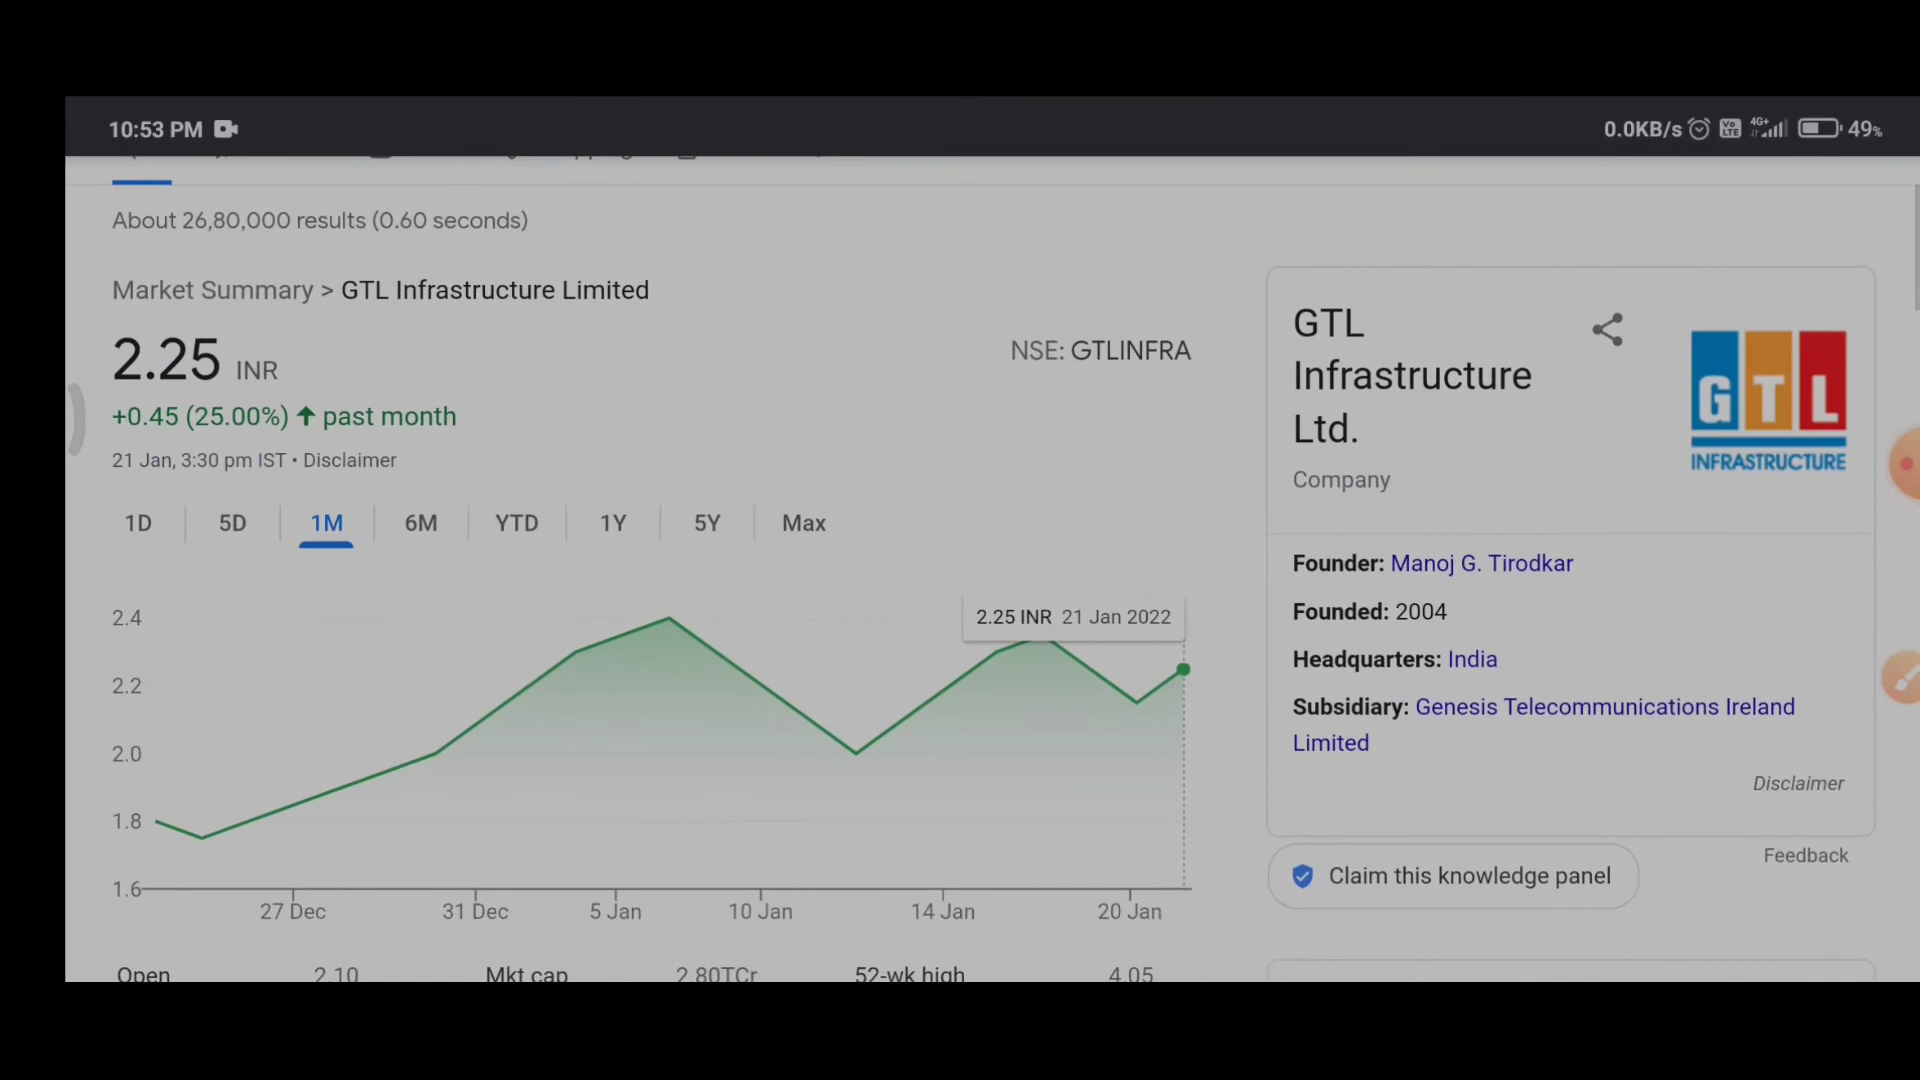 10:53 PM
0.0KB/s Vo LTE 4G+ 49%
About 26,80,000 results (0.60 seconds)
Market Summary > GTL Infrastructure Limited
2.25 INR
NSE: GTLINFRA
+0.45 (25.00%) ↑ past month
21 Jan, 3:30 pm IST • Disclaimer
1D 5D 1M 6M YTD 1Y 5Y Max
2.25 INR 21 Jan 2022
2.4
2.2
2.0
1.8
1.6
27 Dec 31 Dec 5 Jan 10 Jan 14 Jan 20 Jan
Open 2.10 Mkt cap 2.80TCr 52-wk high 4.05
GTL
Infrastructure
Ltd.
Company
GTL
INFRASTRUCTURE
Founder: Manoj G. Tirodkar
Founded: 2004
Headquarters: India
Subsidiary: Genesis Telecommunications Ireland
Limited
Disclaimer
Feedback
Claim this knowledge panel